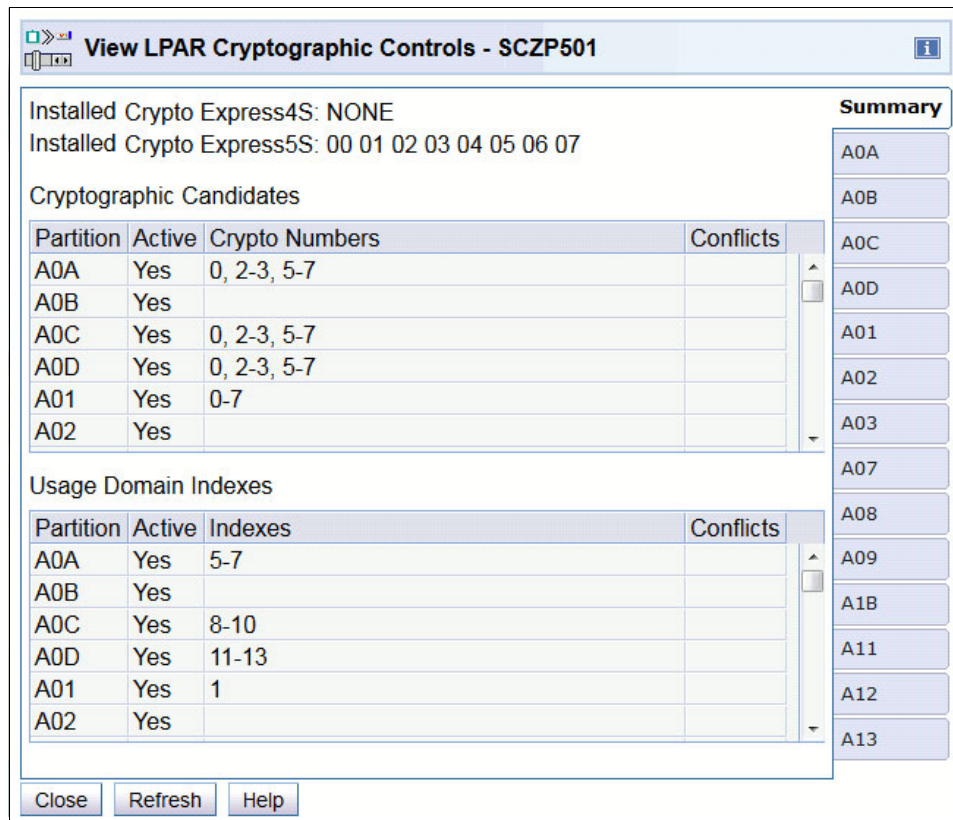 View LPAR Cryptographic Controls - SCZP501
i
Installed Crypto Express4S: NONE
Installed Crypto Express5S: 00 01 02 03 04 05 06 07
Cryptographic Candidates
Partition Active Crypto Numbers Conflicts
A0A Yes 0, 2-3, 5-7
A0B Yes
A0C Yes 0, 2-3, 5-7
A0D Yes 0, 2-3, 5-7
A01 Yes 0-7
A02 Yes
Usage Domain Indexes
Partition Active Indexes Conflicts
A0A Yes 5-7
A0B Yes
A0C Yes 8-10
A0D Yes 11-13
A01 Yes 1
A02 Yes
Summary
A0A
A0B
A0C
A0D
A01
A02
A03
A07
A08
A09
A1B
A11
A12
A13
Close Refresh Help